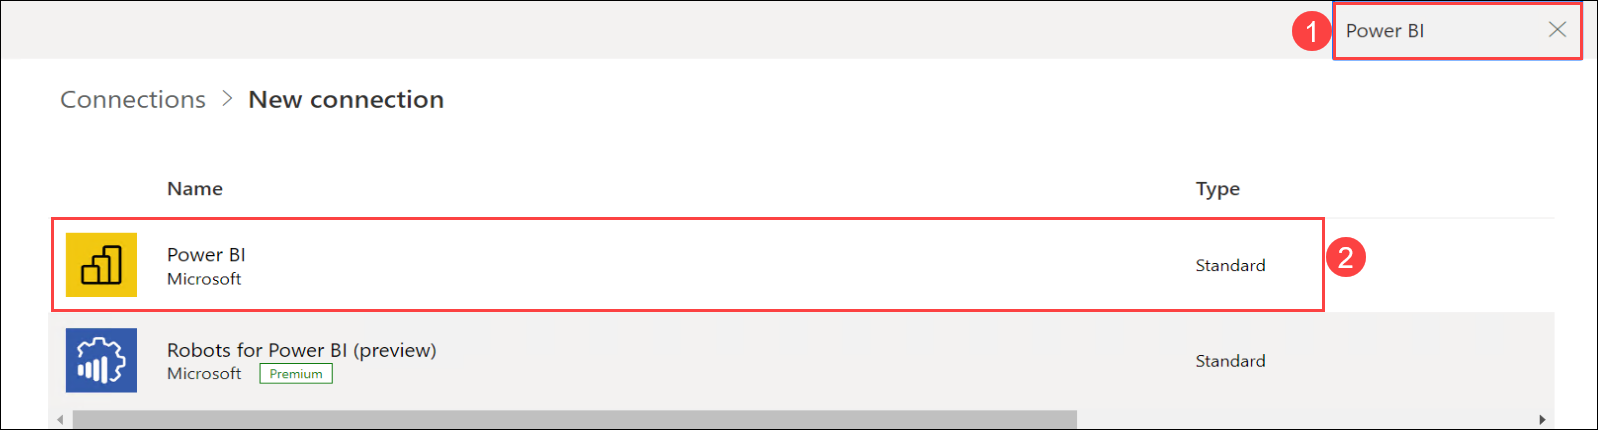 1 Power BI
Connections > New connection
Name Type
Power BI
Microsoft
Standard
2
Robots for Power BI (preview)
Microsoft Premium
Standard